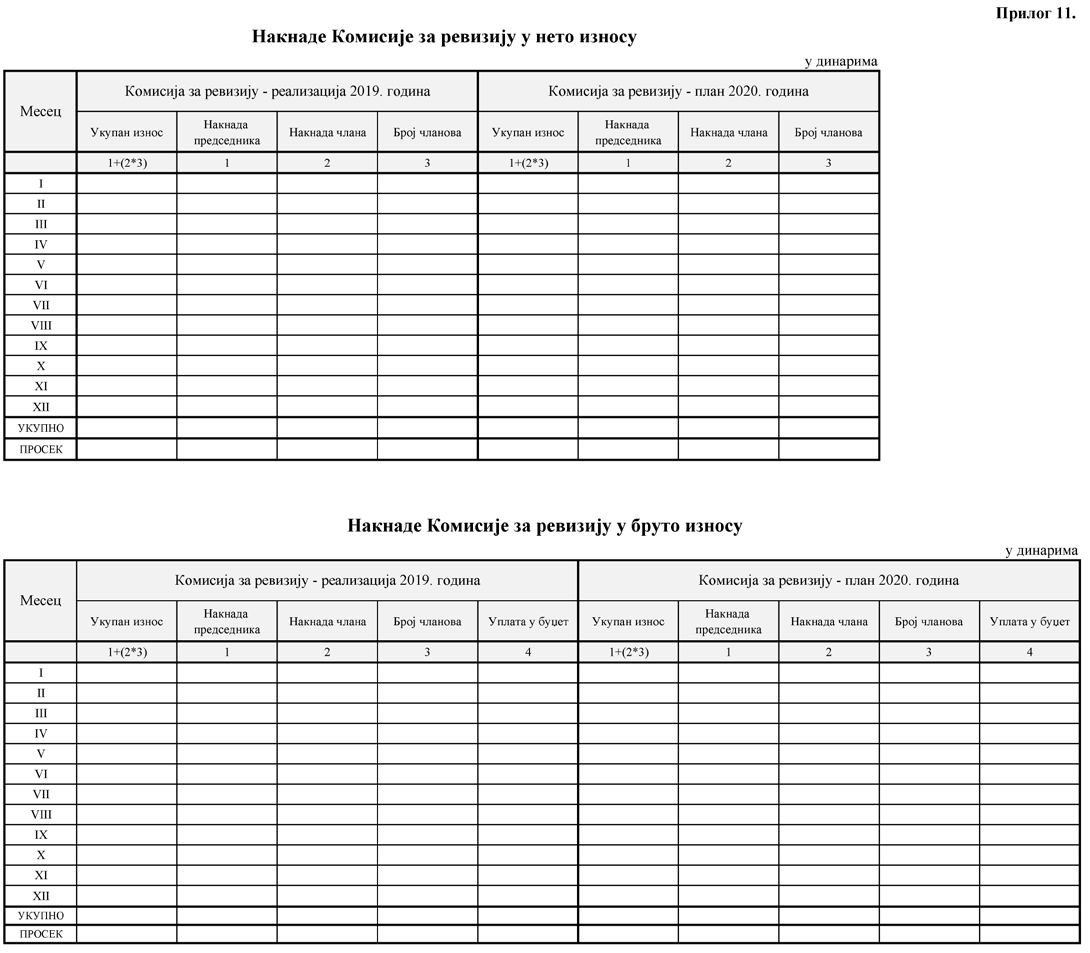 Прилог 11.
Накнаде Комисије за ревизију у нето износу
у динарима
Месец
Комисија за ревизију - реализација 2019. година
Комисија за ревизију - план 2020. година
Укупан износ
Накнада
председника
Накнада члана
Број чланова
Укупан износ
Накнада
председника
Накнада члана
Број чланова
1+(2*3) 1 2 3 1+(2*3) 1 2 3
I
II
III
IV
V
VI
VII
VIII
IX
X
XI
XII
УКУПНО
ПРОСЕК
Накнаде Комисије за ревизију у бруто износу
у динарима
Месец
Комисија за ревизију - реализација 2019. година
Комисија за ревизију - план 2020. година
Укупан износ
Накнада
председника
Накнада члана
Број чланова
Уплата у буџет
Укупан износ
Накнада
председника
Накнада члана
Број чланова
Уплата у буџет
1+(2*3) 1 2 3 4 1+(2*3) 1 2 3 4
I
II
III
IV
V
VI
VII
VIII
IX
X
XI
XII
УКУПНО
ПРОСЕК